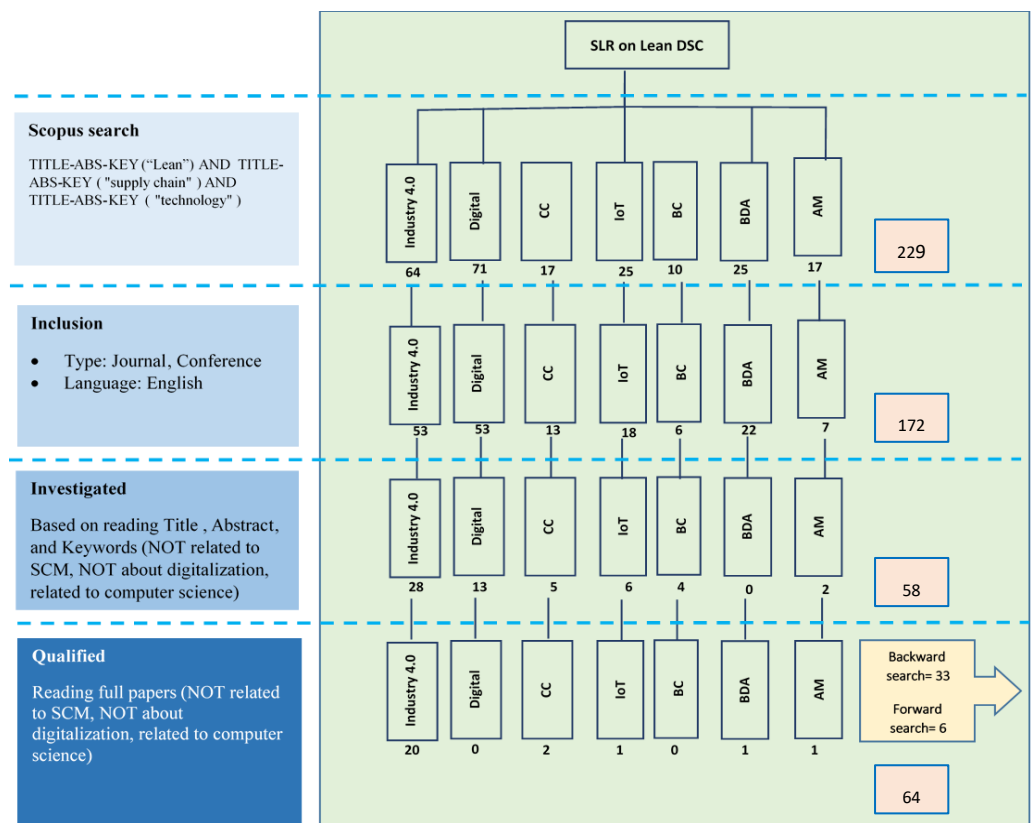 SLR on Lean DSC
Scopus search
TITLE-ABS-KEY (“Lean”) AND TITLE-
ABS-KEY ( "supply chain" ) AND
TITLE-ABS-KEY ( "technology" )
Industry 4.0
Digital
CC
IoT
BC
BDA
AM
64
71
17
25
10
25
17
229
Inclusion
• Type: Journal, Conference
• Language: English
Industry 4.0
Digital
CC
IoT
BC
BDA
AM
53
53
13
18
6
22
7
172
Investigated
Based on reading Title , Abstract,
and Keywords (NOT related to
SCM, NOT about digitalization,
related to computer science)
Industry 4.0
Digital
CC
IoT
BC
BDA
AM
28
13
5
6
4
0
2
58
Qualified
Reading full papers (NOT related
to SCM, NOT about
digitalization, related to computer
science)
Industry 4.0
Digital
CC
IoT
BC
BDA
AM
20
0
2
1
0
1
1
Backward
search= 33
Forward
search= 6
64